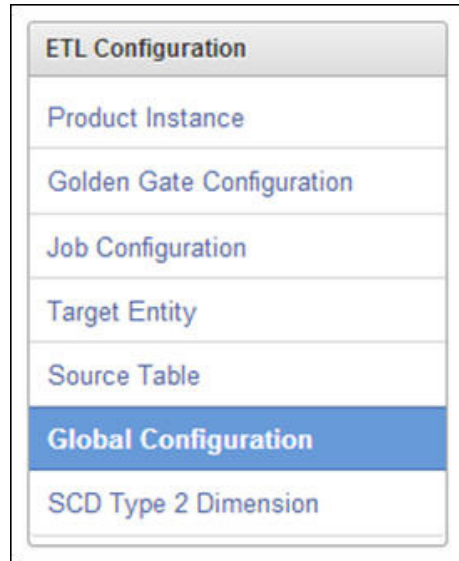 ETL Configuration
Product Instance
Golden Gate Configuration
Job Configuration
Target Entity
Source Table
Global Configuration
SCD Type 2 Dimension